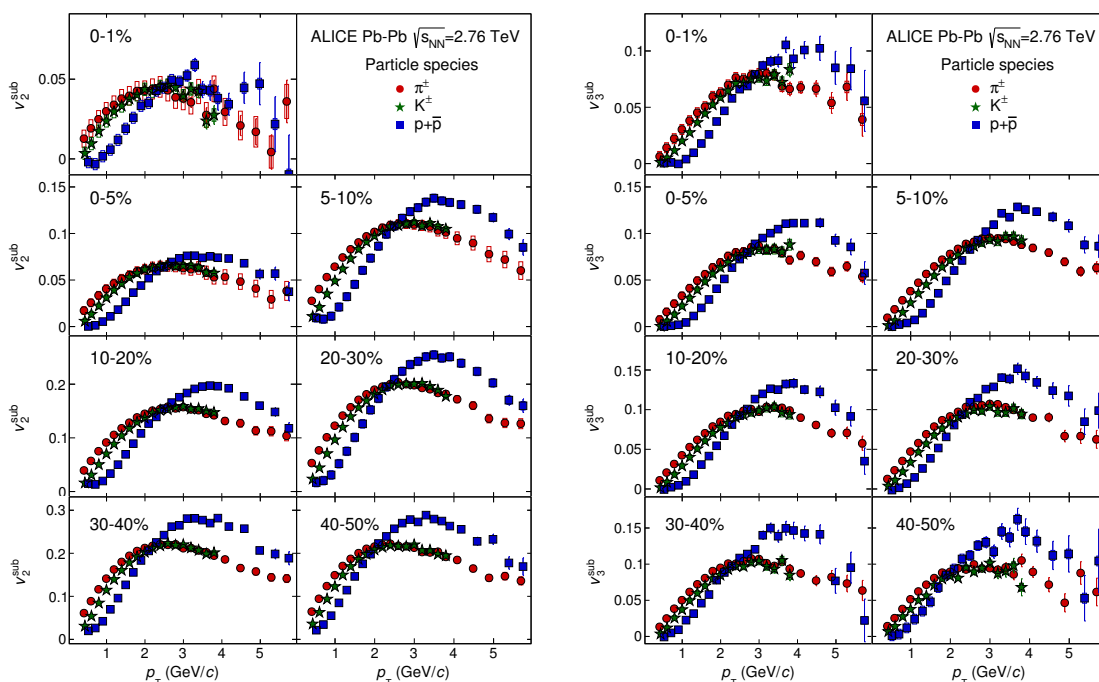 0-1%
ALICE Pb-Pb √sNN=2.76 TeV
Particle species
π±
K±
p+p̅
0.05
0
v2sub
0-5%
5-10%
0.15
0.1
0.05
0
v2sub
10-20%
20-30%
0.2
0.1
0
v2sub
30-40%
40-50%
0.3
0.2
0.1
0
v2sub
1 2 3 4 5 1 2 3 4 5
(GeV/c) (GeV/c)
0-1%
ALICE Pb-Pb √sNN=2.76 TeV
Particle species
π±
K±
p+p̅
0.1
0.05
0
v3sub
0-5%
5-10%
0.15
0.1
0.05
0
v3sub
10-20%
20-30%
0.15
0.1
0.05
0
v3sub
30-40%
40-50%
0.15
0.1
0.05
0
v3sub
1 2 3 4 5 1 2 3 4 5
(GeV/c) (GeV/c)